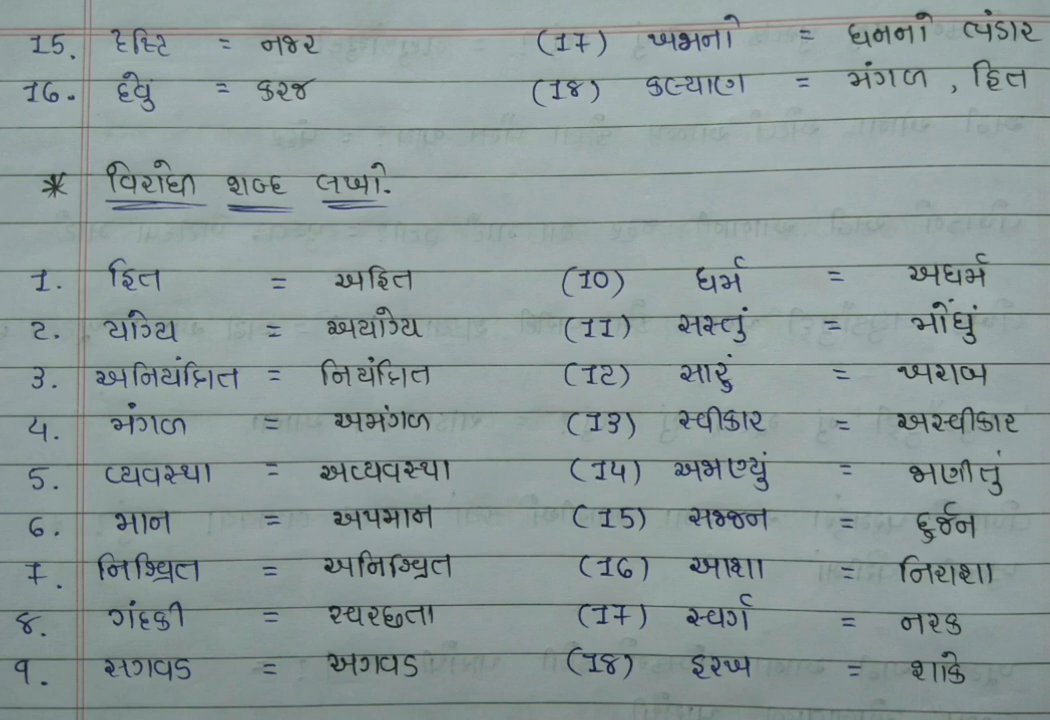 15. દૃષ્ટિ = નજર (17) ખજાનો = ધનનો ભંડાર
16. દેવું = કરજ (18) કલ્યાણ = મંગળ , હિત
* વિરોધી શબ્દ લખો.
1. હિત = અહિત (10) ધર્મ = અધર્મ
2. યોગ્ય = અયોગ્ય (11) સસ્તું = મોંઘું
3. અનિયંત્રિત = નિયંત્રિત (12) સારું = ખરાબ
4. મંગળ = અમંગળ (13) સ્વીકાર = અસ્વીકાર
5. વ્યવસ્થા = અવ્યવસ્થા (14) અજાણ્યું = જાણીતું
6. માન = અપમાન (15) સજ્જન = દુર્જન
7. નિશ્ચિત = અનિશ્ચિત (16) આશા = નિરાશા
8. ગંદકી = સ્વચ્છતા (17) સ્વર્ગ = નરક
9. સગવડ = અગવડ (18) હરખ = શોક